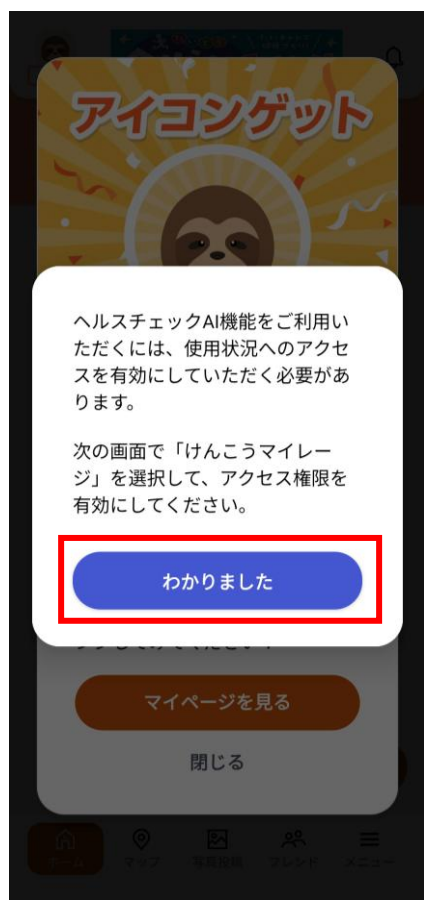 アイコンゲット
ヘルスチェックAI機能をご利用い
ただくには、使用状況へのアクセ
スを有効にしていただく必要があ
ります。
次の画面で「けんこうマイレー
ジ」を選択して、アクセス権限を
有効にしてください。
わかりました
マイページを見る
閉じる
ホーム
マップ
写真投稿
フレンド
メニュー